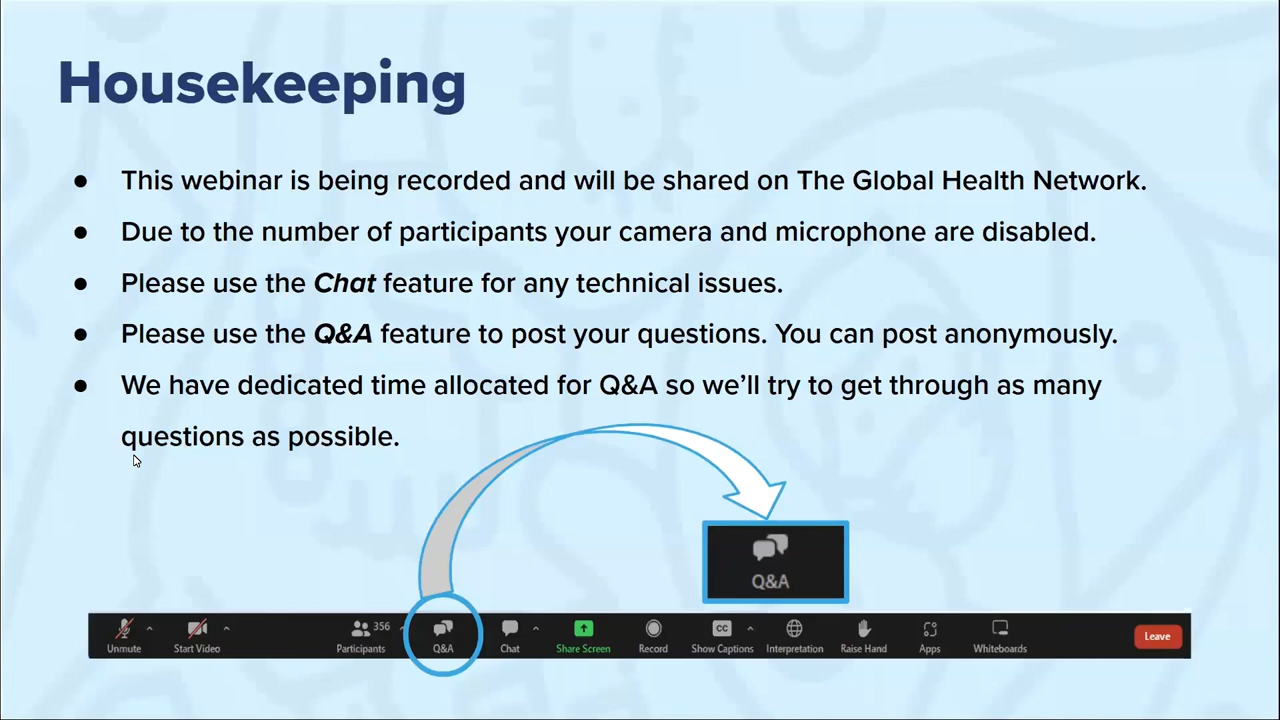 Housekeeping
● This webinar is being recorded and will be shared on The Global Health Network.
● Due to the number of participants your camera and microphone are disabled.
● Please use the Chat feature for any technical issues.
● Please use the Q&A feature to post your questions. You can post anonymously.
● We have dedicated time allocated for Q&A so we’ll try to get through as many
questions as possible.
Q&A
356
CC
Unmute Start Video Participants Q&A Chat Share Screen Record Show Captions Interpretation Raise Hand Apps Whiteboards Leave